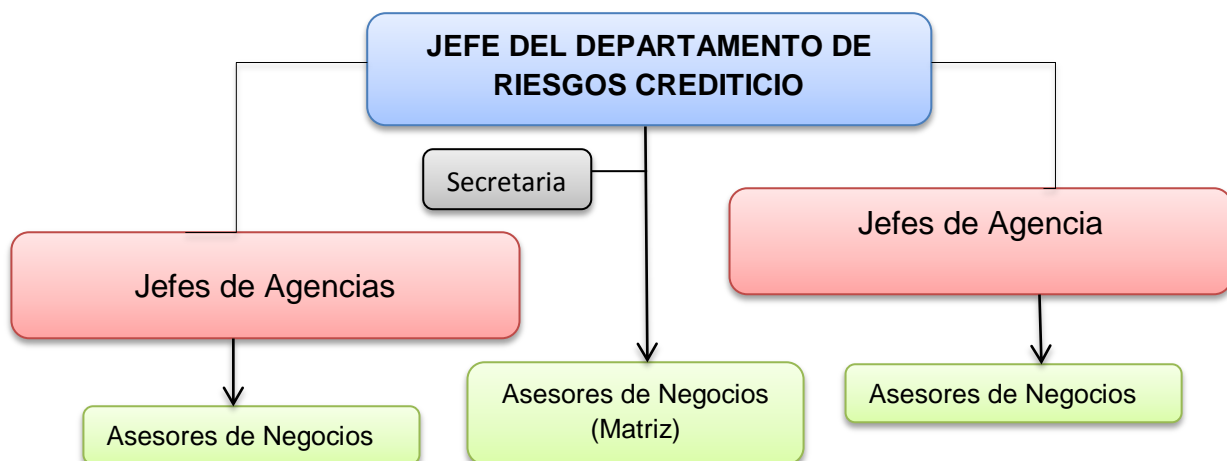 JEFE DEL DEPARTAMENTO DE
RIESGOS CREDITICIO
Secretaria
Jefes de Agencia
Jefes de Agencias
Asesores de Negocios
(Matriz)
Asesores de Negocios
Asesores de Negocios